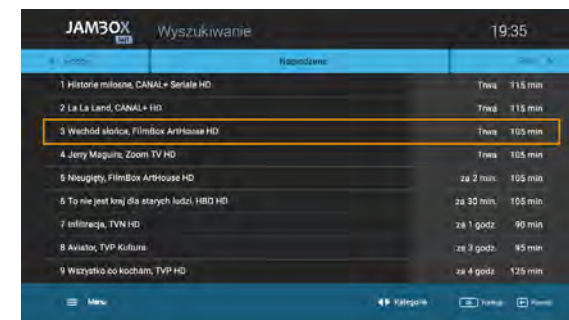 JAMBOX Wyszukiwanie 19:35
Nagrodzone
1 Historie miłosne, CANAL+ Seriale HD Trwa 115 min
2 La La Land, CANAL+ HD Trwa 115 min
3 Wschód słońca, FilmBox ArtHouse HD Trwa 105 min
4 Jerry Maguire, Zoom TV HD Trwa 105 min
5 Nieugięty, FilmBox ArtHouse HD za 2 min. 105 min
6 To nie jest kraj dla starych ludzi, HBO HD za 30 min. 105 min
7 Infiltracja, TVN HD za 1 godz. 90 min
8 Aviator, TVP Kultura za 3 godz. 95 min
9 Wszystko co kocham, TVP HD za 4 godz. 125 min
Menu Kategorie